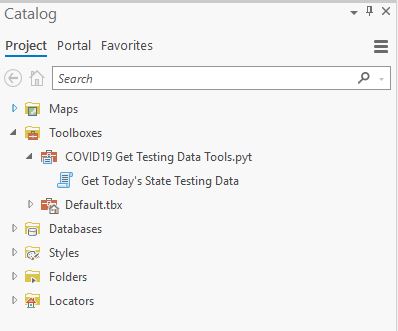 Catalog
Project Portal Favorites
Search
Maps
Toolboxes
COVID19 Get Testing Data Tools.pyt
Get Today's State Testing Data
Default.tbx
Databases
Styles
Folders
Locators